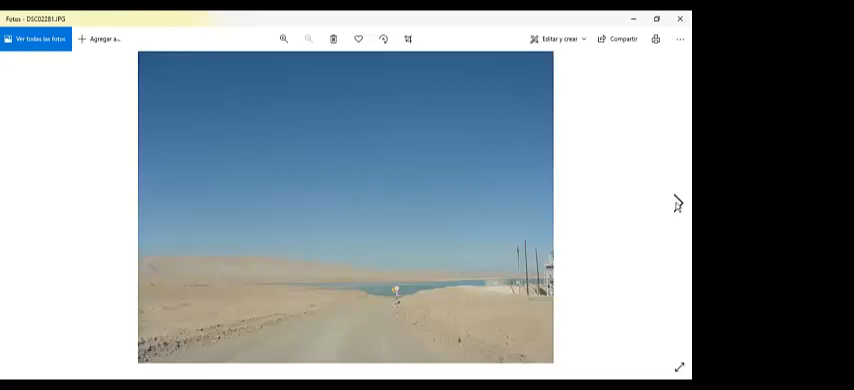 Fotos - DSC02281.JPG
Ver todas las fotos Agregar a... Editar y crear Compartir